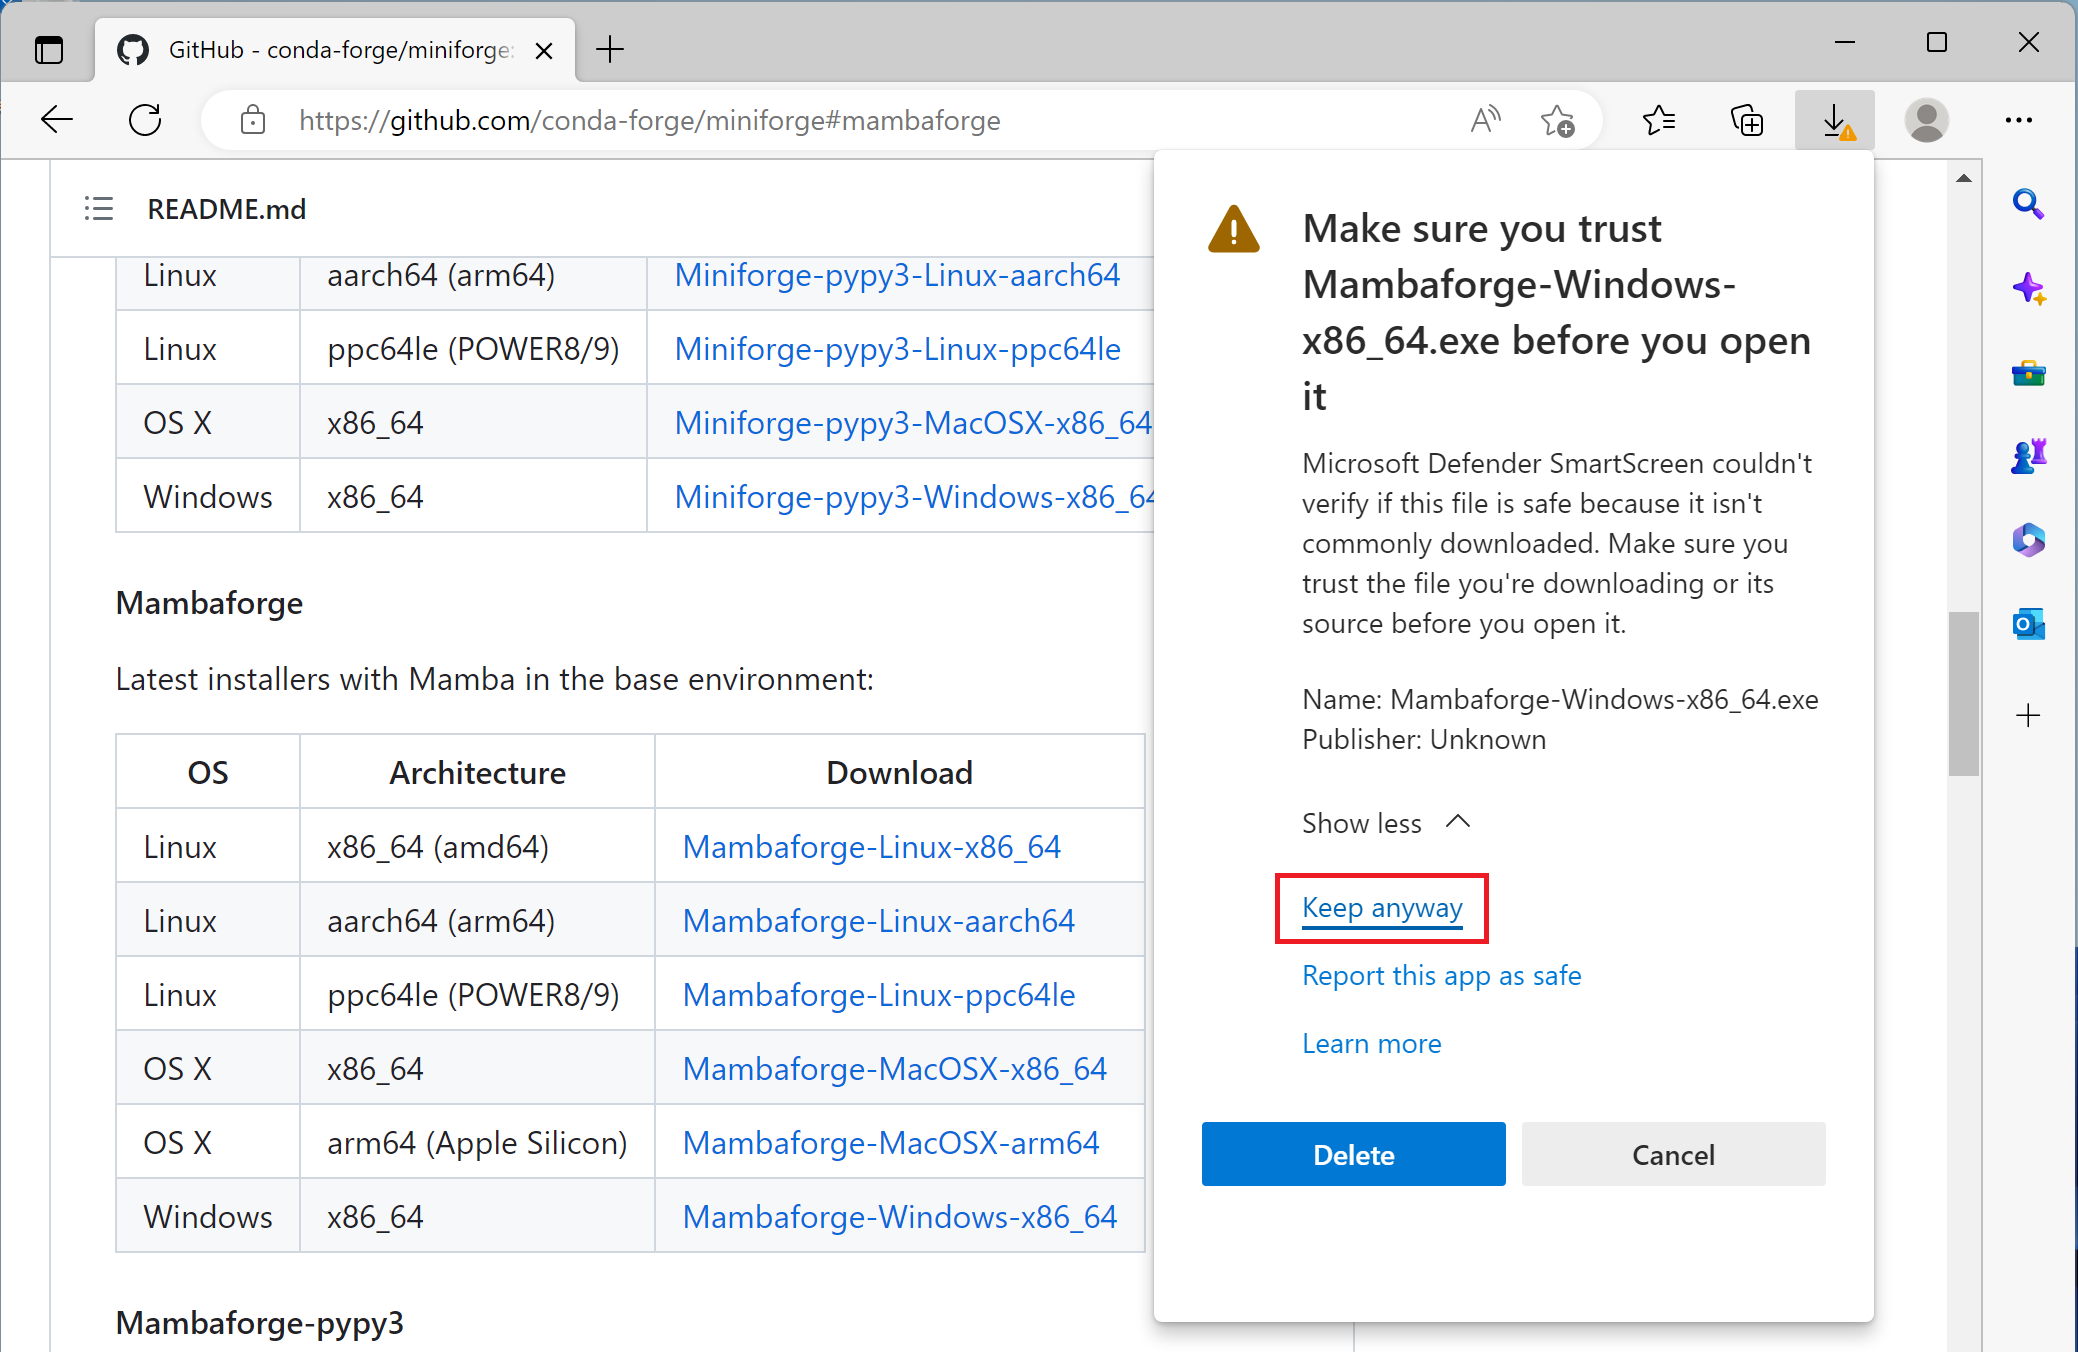 GitHub - conda-forge/miniforge:
https://github.com/conda-forge/miniforge#mambaforge
README.md
Linux aarch64 (arm64) Miniforge-pypy3-Linux-aarch64
Linux ppc64le (POWER8/9) Miniforge-pypy3-Linux-ppc64le
OS X x86_64 Miniforge-pypy3-MacOSX-x86_64
Windows x86_64 Miniforge-pypy3-Windows-x86_64
Mambaforge
Latest installers with Mamba in the base environment:
OS Architecture Download
Linux x86_64 (amd64) Mambaforge-Linux-x86_64
Linux aarch64 (arm64) Mambaforge-Linux-aarch64
Linux ppc64le (POWER8/9) Mambaforge-Linux-ppc64le
OS X x86_64 Mambaforge-MacOSX-x86_64
OS X arm64 (Apple Silicon) Mambaforge-MacOSX-arm64
Windows x86_64 Mambaforge-Windows-x86_64
Mambaforge-pypy3
Make sure you trust
Mambaforge-Windows-
x86_64.exe before you open
it
Microsoft Defender SmartScreen couldn't
verify if this file is safe because it isn't
commonly downloaded. Make sure you
trust the file you're downloading or its
source before you open it.
Name: Mambaforge-Windows-x86_64.exe
Publisher: Unknown
Show less
Keep anyway
Report this app as safe
Learn more
Delete
Cancel